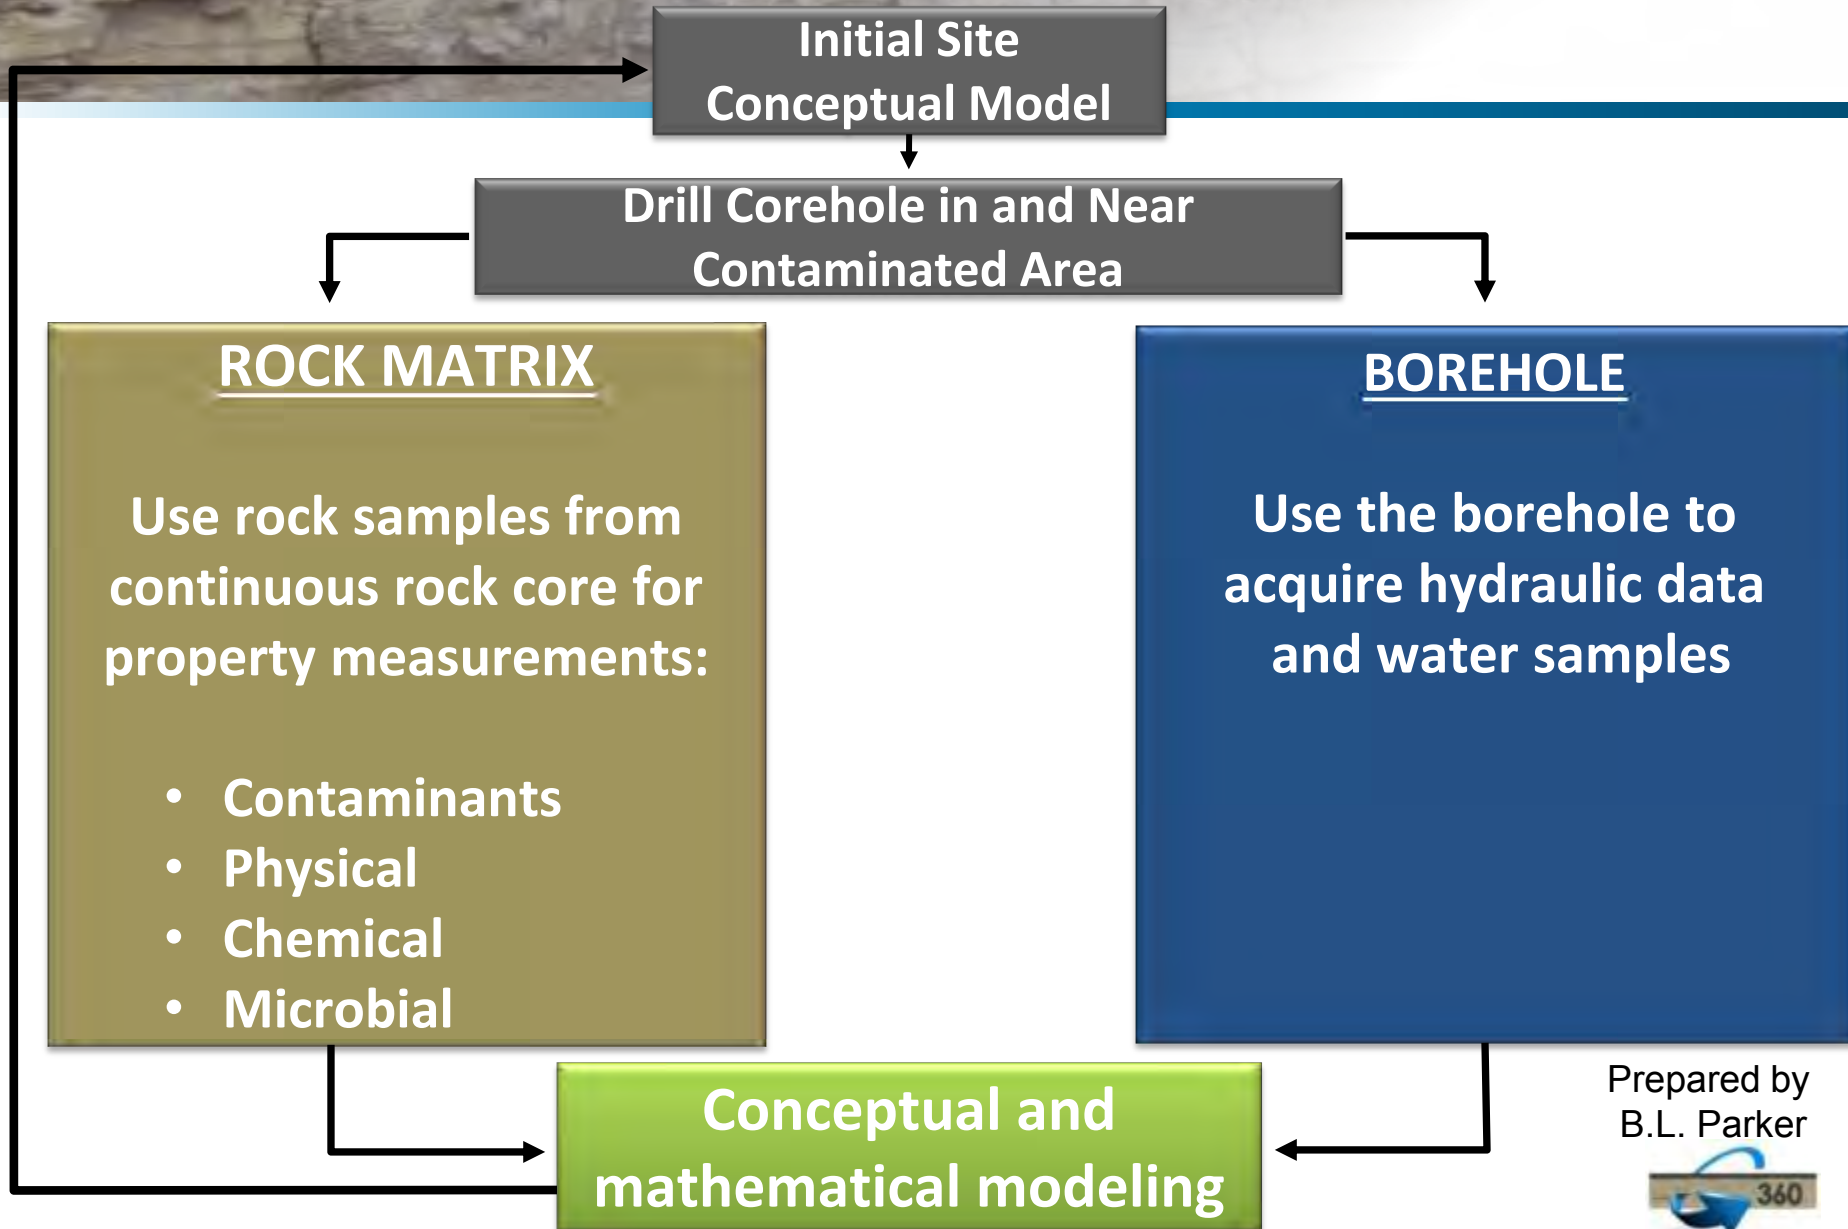 Initial Site
Conceptual Model
Drill Corehole in and Near
Contaminated Area
ROCK MATRIX
Use rock samples from
continuous rock core for
property measurements:
• Contaminants
• Physical
• Chemical
• Microbial
BOREHOLE
Use the borehole to
acquire hydraulic data
and water samples
Conceptual and
mathematical modeling
Prepared by
B.L. Parker
360